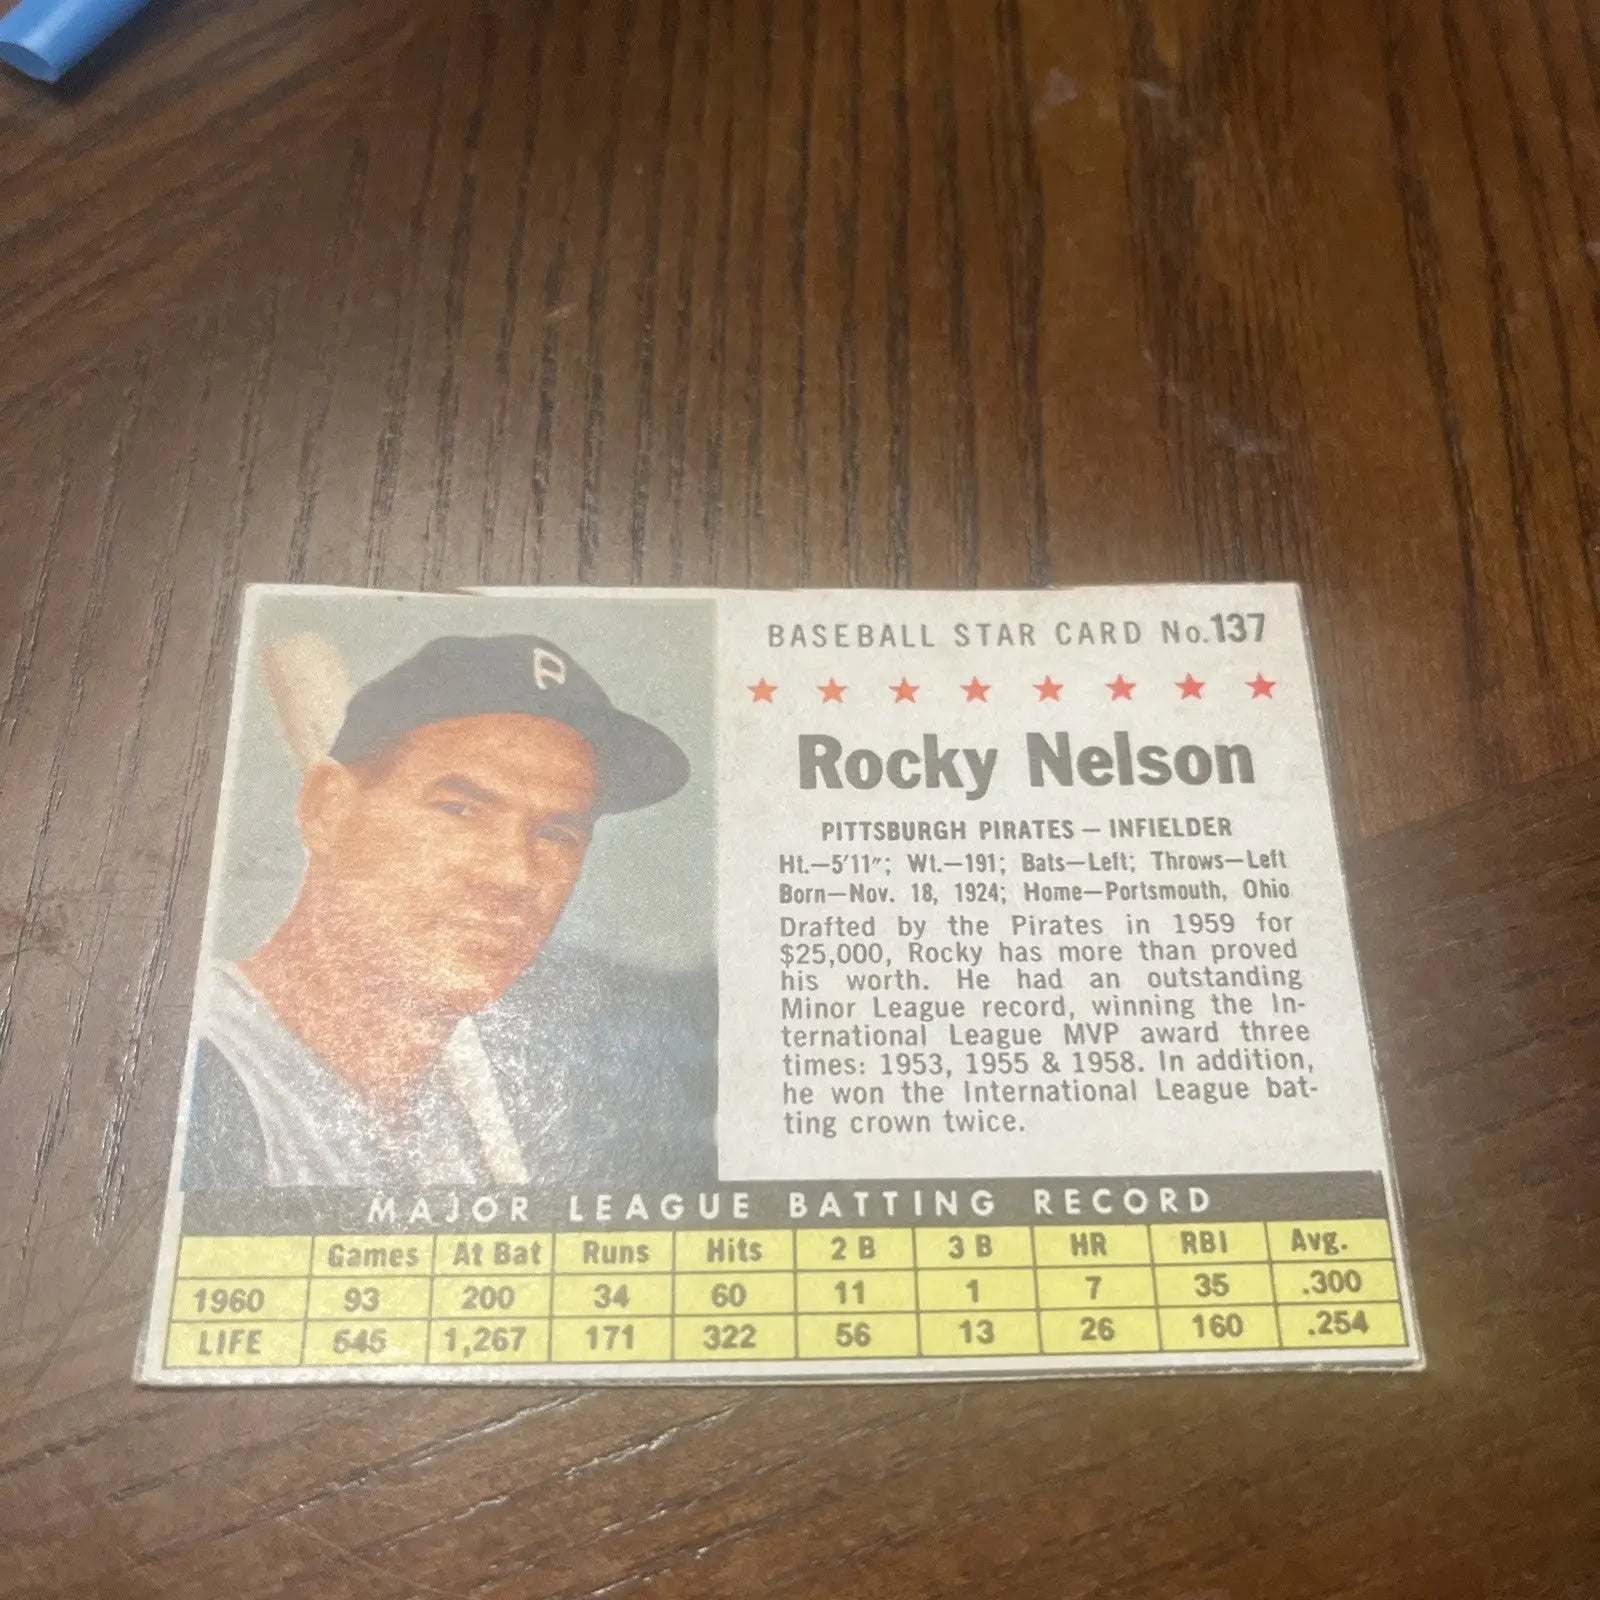 P
BASEBALL STAR CARD No.137
Rocky Nelson
PITTSBURGH PIRATES – INFIELDER
Ht.–5'11"; Wt.–191; Bats–Left; Throws–Left
Born–Nov. 18, 1924; Home–Portsmouth, Ohio
Drafted by the Pirates in 1959 for
$25,000, Rocky has more than proved
his worth. He had an outstanding
Minor League record, winning the In-
ternational League MVP award three
times: 1953, 1955 & 1958. In addition,
he won the International League bat-
ting crown twice.
MAJOR LEAGUE BATTING RECORD
Games At Bat Runs Hits 2 B 3 B HR RBI Avg.
1960 93 200 34 60 11 1 7 35 .300
LIFE 545 1,267 171 322 56 13 26 160 .254